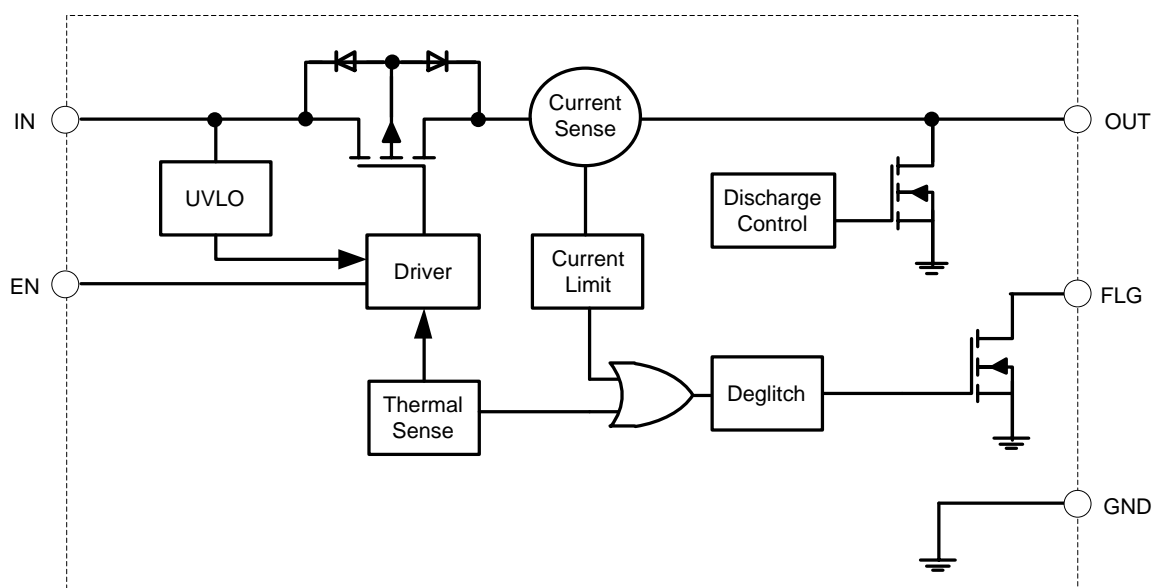 IN
Current
Sense
OUT
UVLO
Discharge
Control
EN
Driver
Current
Limit
FLG
Thermal
Sense
Deglitch
GND